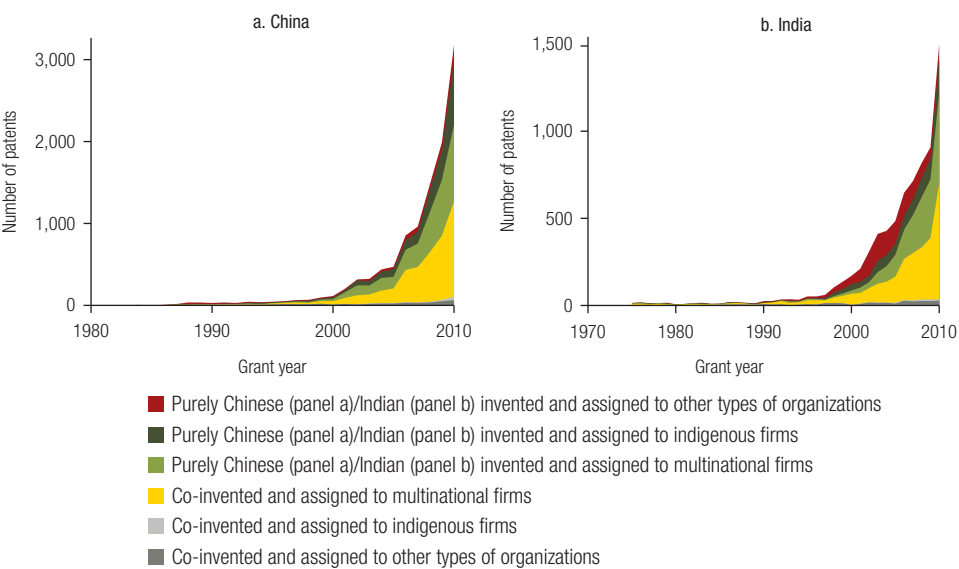 a. China
Number of patents
3,000
2,000
1,000
0
1980
1990
2000
2010
Grant year
b. India
Number of patents
1,500
1,000
500
0
1970
1980
1990
2000
2010
Grant year
Purely Chinese (panel a)/Indian (panel b) invented and assigned to other types of organizations
Purely Chinese (panel a)/Indian (panel b) invented and assigned to indigenous firms
Purely Chinese (panel a)/Indian (panel b) invented and assigned to multinational firms
Co-invented and assigned to multinational firms
Co-invented and assigned to indigenous firms
Co-invented and assigned to other types of organizations